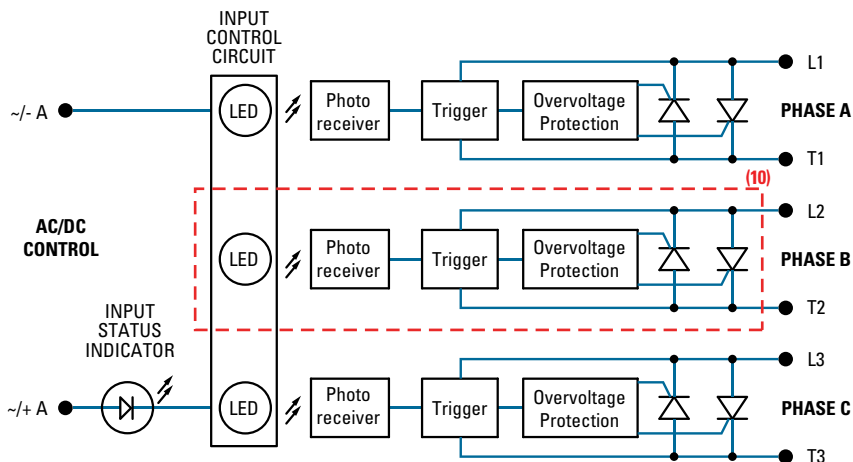 INPUT
CONTROL
CIRCUIT
~/- A
LED
Photo
receiver
Trigger
Overvoltage
Protection
L1
PHASE A
T1
(10)
AC/DC
CONTROL
LED
Photo
receiver
Trigger
Overvoltage
Protection
L2
PHASE B
T2
INPUT
STATUS
INDICATOR
~/+ A
LED
Photo
receiver
Trigger
Overvoltage
Protection
L3
PHASE C
T3